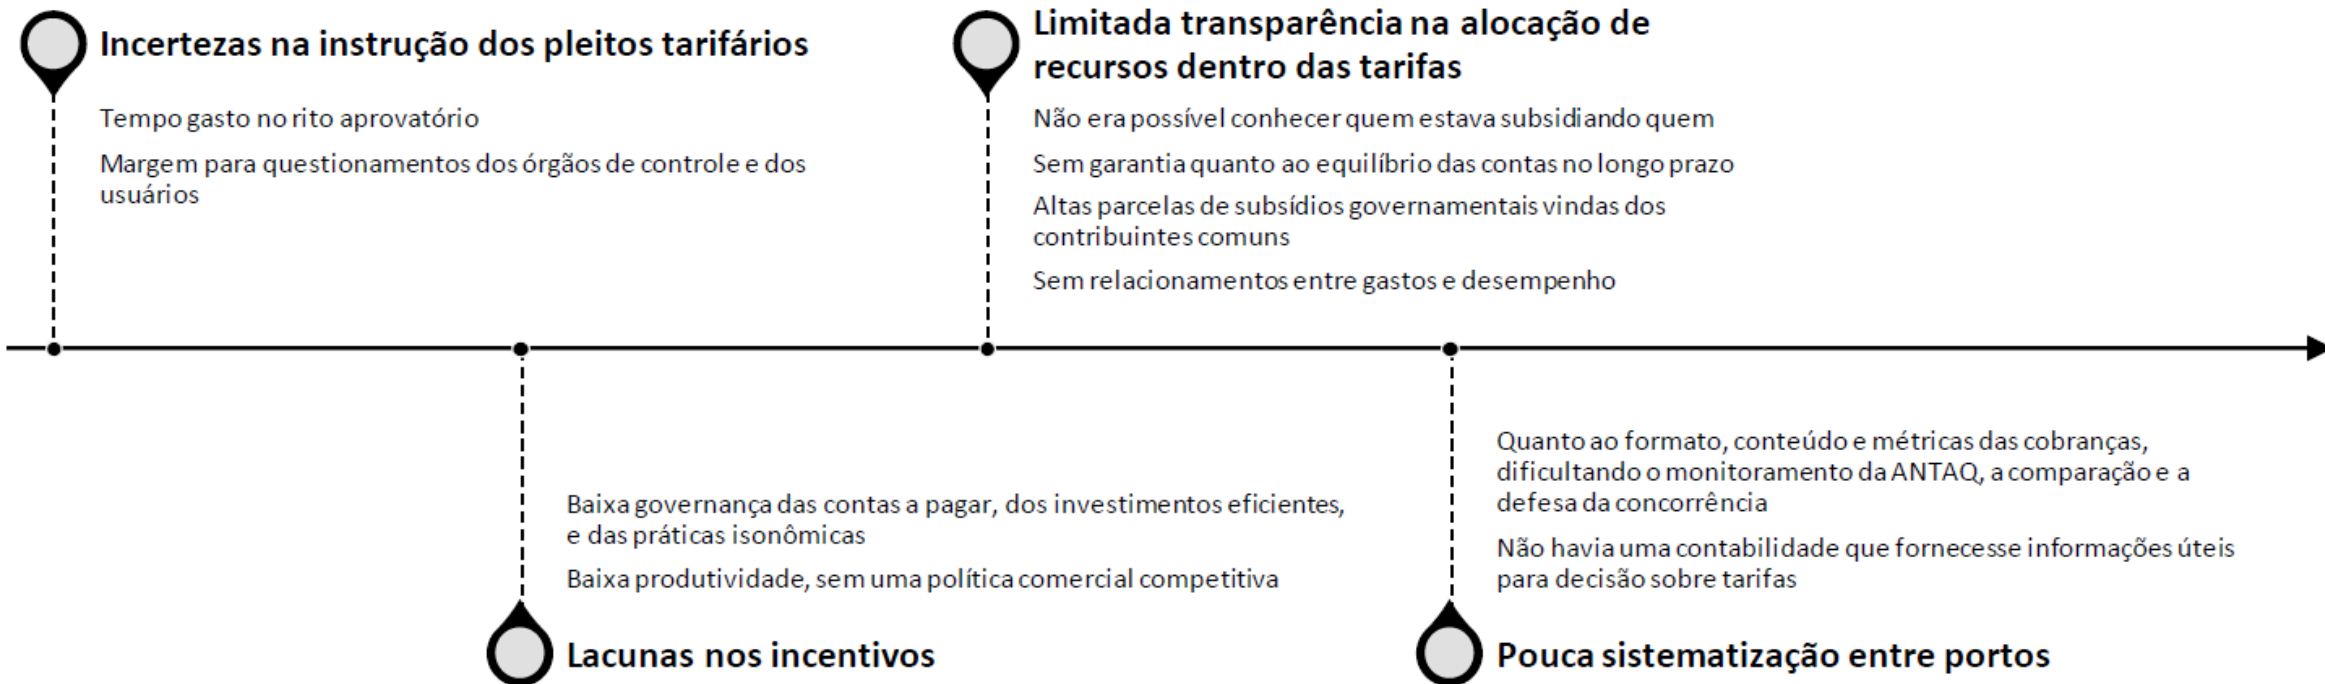 Incertezas na instrução dos pleitos tarifários
Tempo gasto no rito aprovatório
Margem para questionamentos dos órgãos de controle e dos
usuários
Limitada transparência na alocação de
recursos dentro das tarifas
Não era possível conhecer quem estava subsidiando quem
Sem garantia quanto ao equilíbrio das contas no longo prazo
Altas parcelas de subsídios governamentais vindas dos
contribuintes comuns
Sem relacionamentos entre gastos e desempenho
Baixa governança das contas a pagar, dos investimentos eficientes,
e das práticas isonômicas
Baixa produtividade, sem uma política comercial competitiva
Lacunas nos incentivos
Quanto ao formato, conteúdo e métricas das cobranças,
dificultando o monitoramento da ANTAQ, a comparação e a
defesa da concorrência
Não havia uma contabilidade que fornecesse informações úteis
para decisão sobre tarifas
Pouca sistematização entre portos